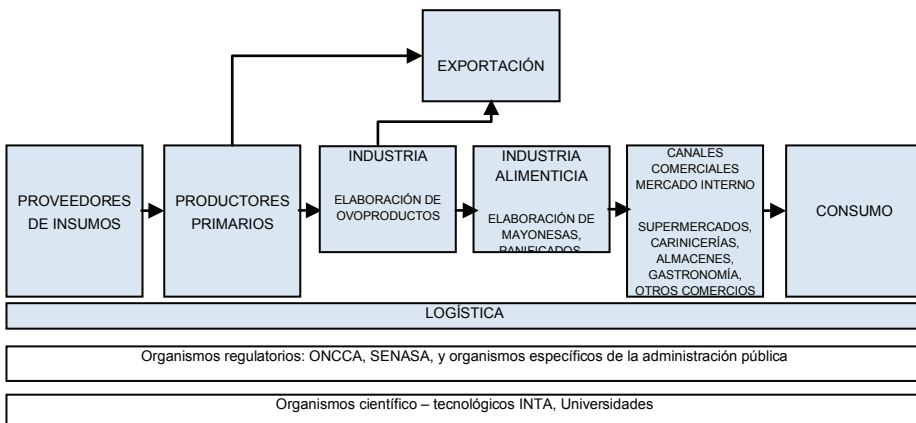 EXPORTACIÓN
PROVEEDORES
DE INSUMOS
PRODUCTORES
PRIMARIOS
INDUSTRIA
ELABORACIÓN DE
OVOPRODUCTOS
INDUSTRIA
ALIMENTICIA
ELABORACIÓN DE
MAYONESAS,
PANIFICADOS
CANALES
COMERCIALES
MERCADO INTERNO
SUPERMERCADOS,
CARINICERÍAS,
ALMACENES,
GASTRONOMÍA,
OTROS COMERCIOS
CONSUMO
LOGÍSTICA
Organismos regulatorios: ONCCA, SENASA, y organismos específicos de la administración pública
Organismos científico – tecnológicos INTA, Universidades